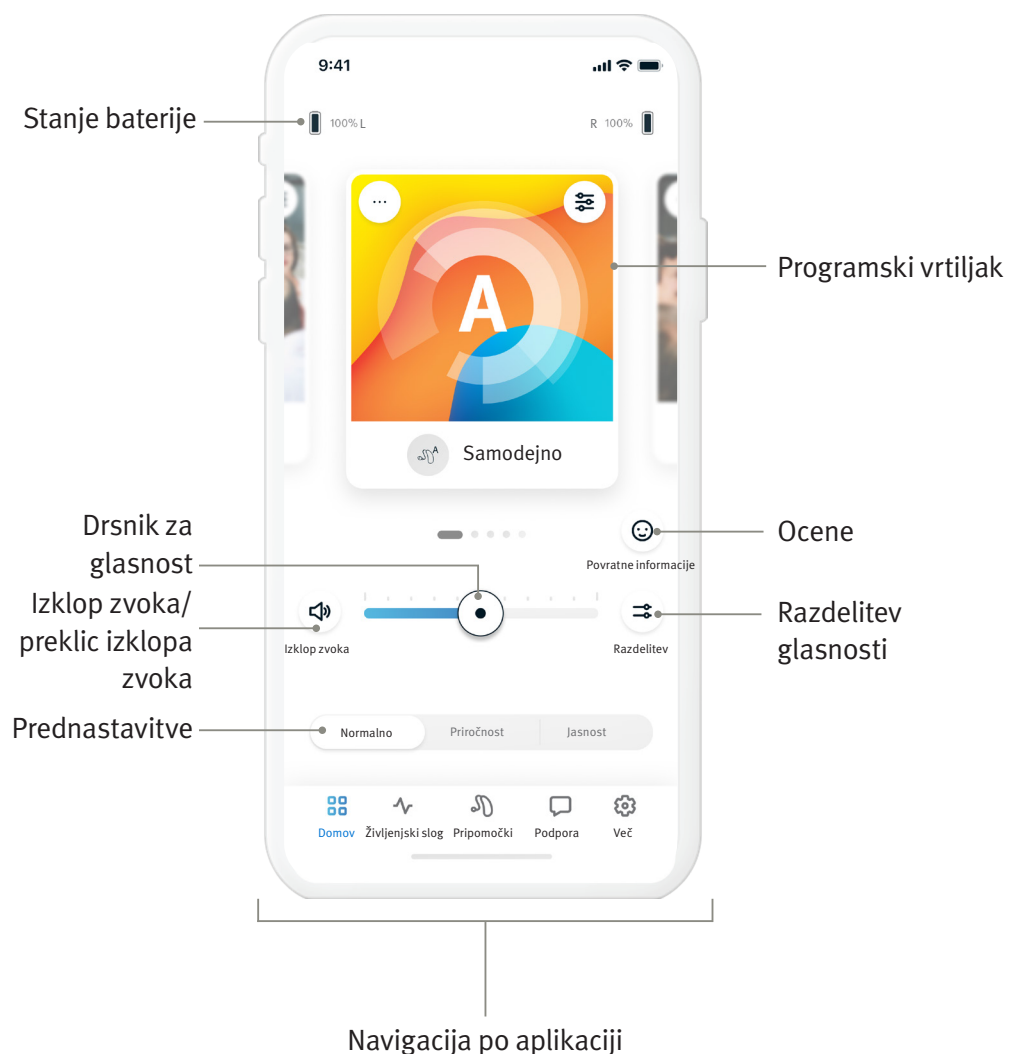 9:41
Stanje baterije
100% L
R 100%
...
A
Programski vrtiljak
A
Samodejno
Drsnik za
glasnost
Ocene
Povratne informacije
Izklop zvoka/
preklic izklopa
zvoka
Izklop zvoka
Razdelitev
Razdelitev
glasnosti
Prednastavitve
Normalno
Priročnost
Jasnost
Domov
Življenjski slog
Pripomočki
Podpora
Več
Navigacija po aplikaciji